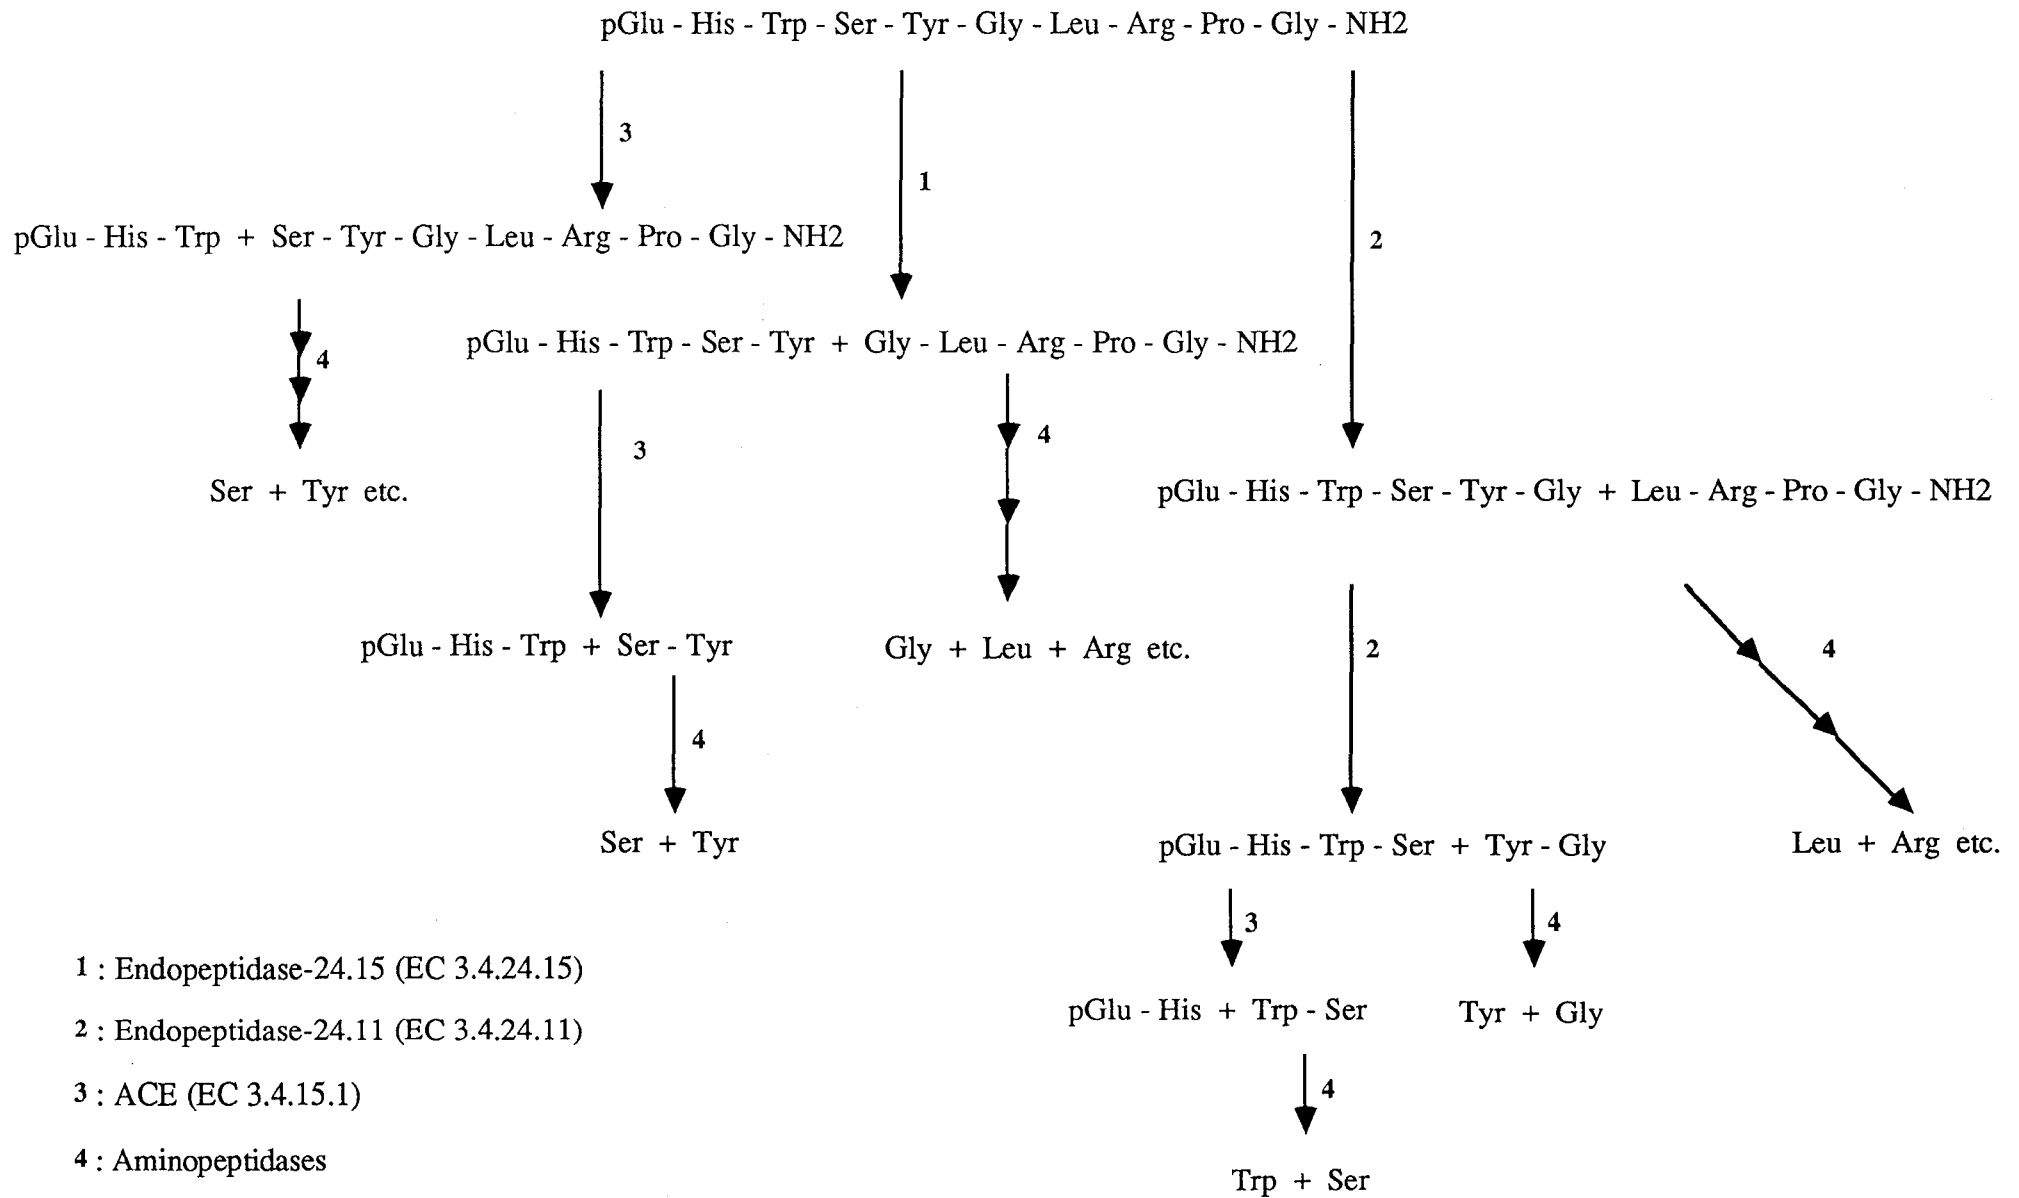 pGlu - His - Trp - Ser - Tyr - Gly - Leu - Arg - Pro - Gly - NH2
3
1
2
pGlu - His - Trp + Ser - Tyr - Gly - Leu - Arg - Pro - Gly - NH2
4
pGlu - His - Trp - Ser - Tyr + Gly - Leu - Arg - Pro - Gly - NH2
3
4
Ser + Tyr etc.
pGlu - His - Trp - Ser - Tyr - Gly + Leu - Arg - Pro - Gly - NH2
pGlu - His - Trp + Ser - Tyr
Gly + Leu + Arg etc.
2
4
4
Ser + Tyr
pGlu - His - Trp - Ser + Tyr - Gly
Leu + Arg etc.
3
4
1 : Endopeptidase-24.15 (EC 3.4.24.15)
pGlu - His + Trp - Ser
Tyr + Gly
2 : Endopeptidase-24.11 (EC 3.4.24.11)
3 : ACE (EC 3.4.15.1)
4
4 : Aminopeptidases
Trp + Ser